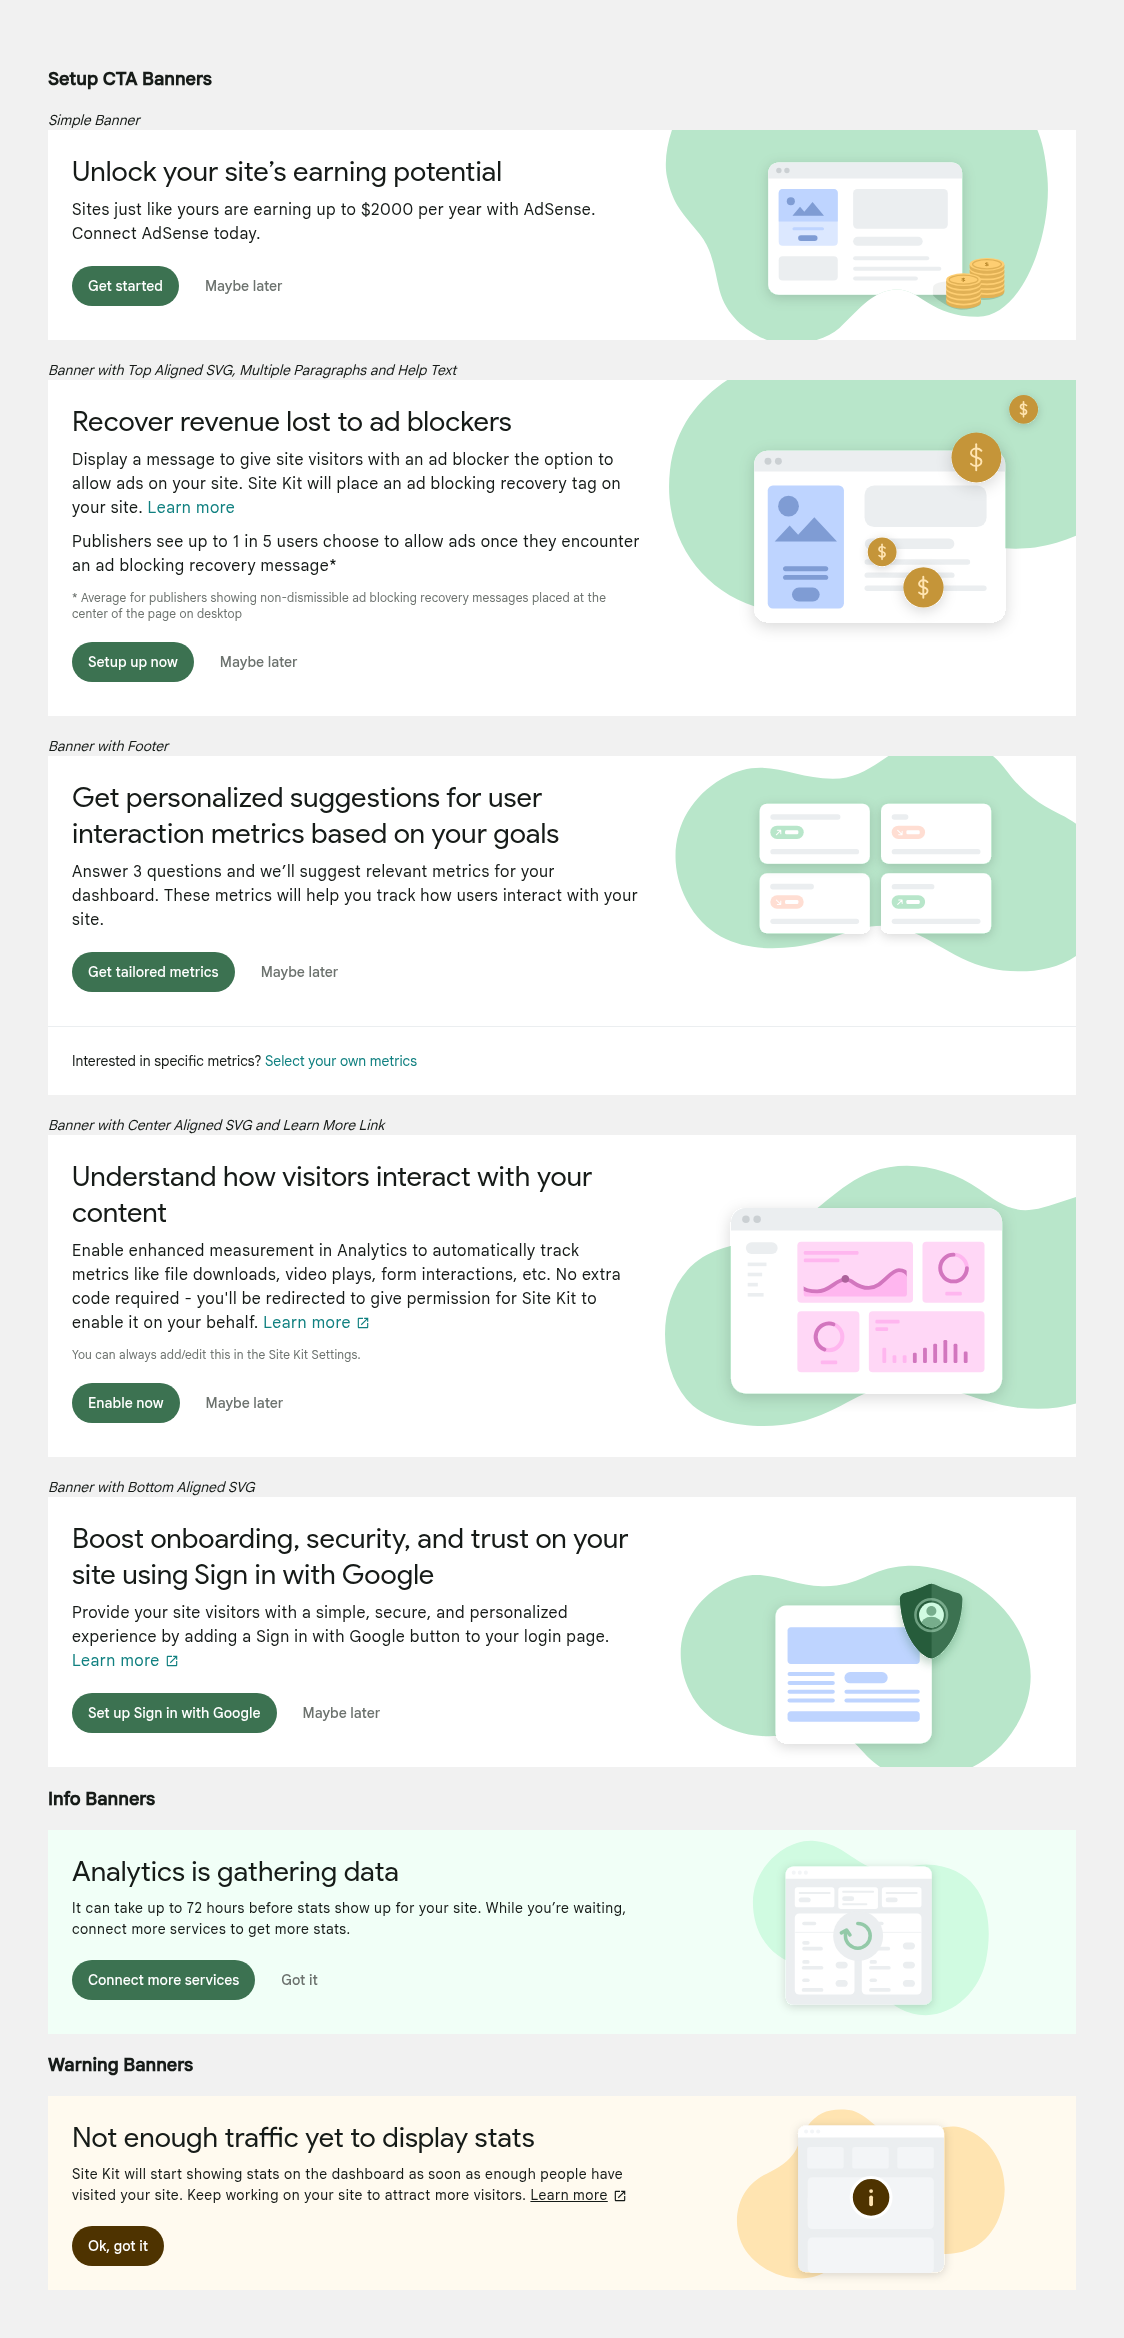 Setup CTA Banners
Simple Banner
Unlock your site’s earning potential
Sites just like yours are earning up to $2000 per year with AdSense.
Connect AdSense today.
Get started Maybe later
Banner with Top Aligned SVG, Multiple Paragraphs and Help Text
Recover revenue lost to ad blockers
Display a message to give site visitors with an ad blocker the option to
allow ads on your site. Site Kit will place an ad blocking recovery tag on
your site. Learn more
Publishers see up to 1 in 5 users choose to allow ads once they encounter
an ad blocking recovery message*
* Average for publishers showing non-dismissible ad blocking recovery messages placed at the
center of the page on desktop
Setup up now Maybe later
Banner with Footer
Get personalized suggestions for user
interaction metrics based on your goals
Answer 3 questions and we’ll suggest relevant metrics for your
dashboard. These metrics will help you track how users interact with your
site.
Get tailored metrics Maybe later
Interested in specific metrics? Select your own metrics
Banner with Center Aligned SVG and Learn More Link
Understand how visitors interact with your
content
Enable enhanced measurement in Analytics to automatically track
metrics like file downloads, video plays, form interactions, etc. No extra
code required - you'll be redirected to give permission for Site Kit to
enable it on your behalf. Learn more
You can always add/edit this in the Site Kit Settings.
Enable now Maybe later
Banner with Bottom Aligned SVG
Boost onboarding, security, and trust on your
site using Sign in with Google
Provide your site visitors with a simple, secure, and personalized
experience by adding a Sign in with Google button to your login page.
Learn more
Set up Sign in with Google Maybe later
Info Banners
Analytics is gathering data
It can take up to 72 hours before stats show up for your site. While you’re waiting,
connect more services to get more stats.
Connect more services Got it
Warning Banners
Not enough traffic yet to display stats
Site Kit will start showing stats on the dashboard as soon as enough people have
visited your site. Keep working on your site to attract more visitors. Learn more
Ok, got it